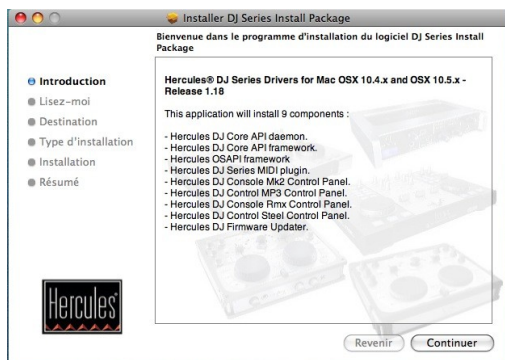 Installer DJ Series Install Package
Bienvenue dans le programme d'installation du logiciel DJ Series Install
Package
Introduction
Lisez-moi
Destination
Type d'installation
Installation
Résumé
Hercules® DJ Series Drivers for Mac OSX 10.4.x and OSX 10.5.x -
Release 1.18
This application will install 9 components :
- Hercules DJ Core API daemon.
- Hercules DJ Core API framework.
- Hercules OSAPI framework
- Hercules DJ Series MIDI plugin.
- Hercules DJ Console Mk2 Control Panel.
- Hercules DJ Control MP3 Control Panel.
- Hercules DJ Console Rmx Control Panel.
- Hercules DJ Control Steel Control Panel.
- Hercules DJ Firmware Updater.
Hercules®
Revenir
Continuer